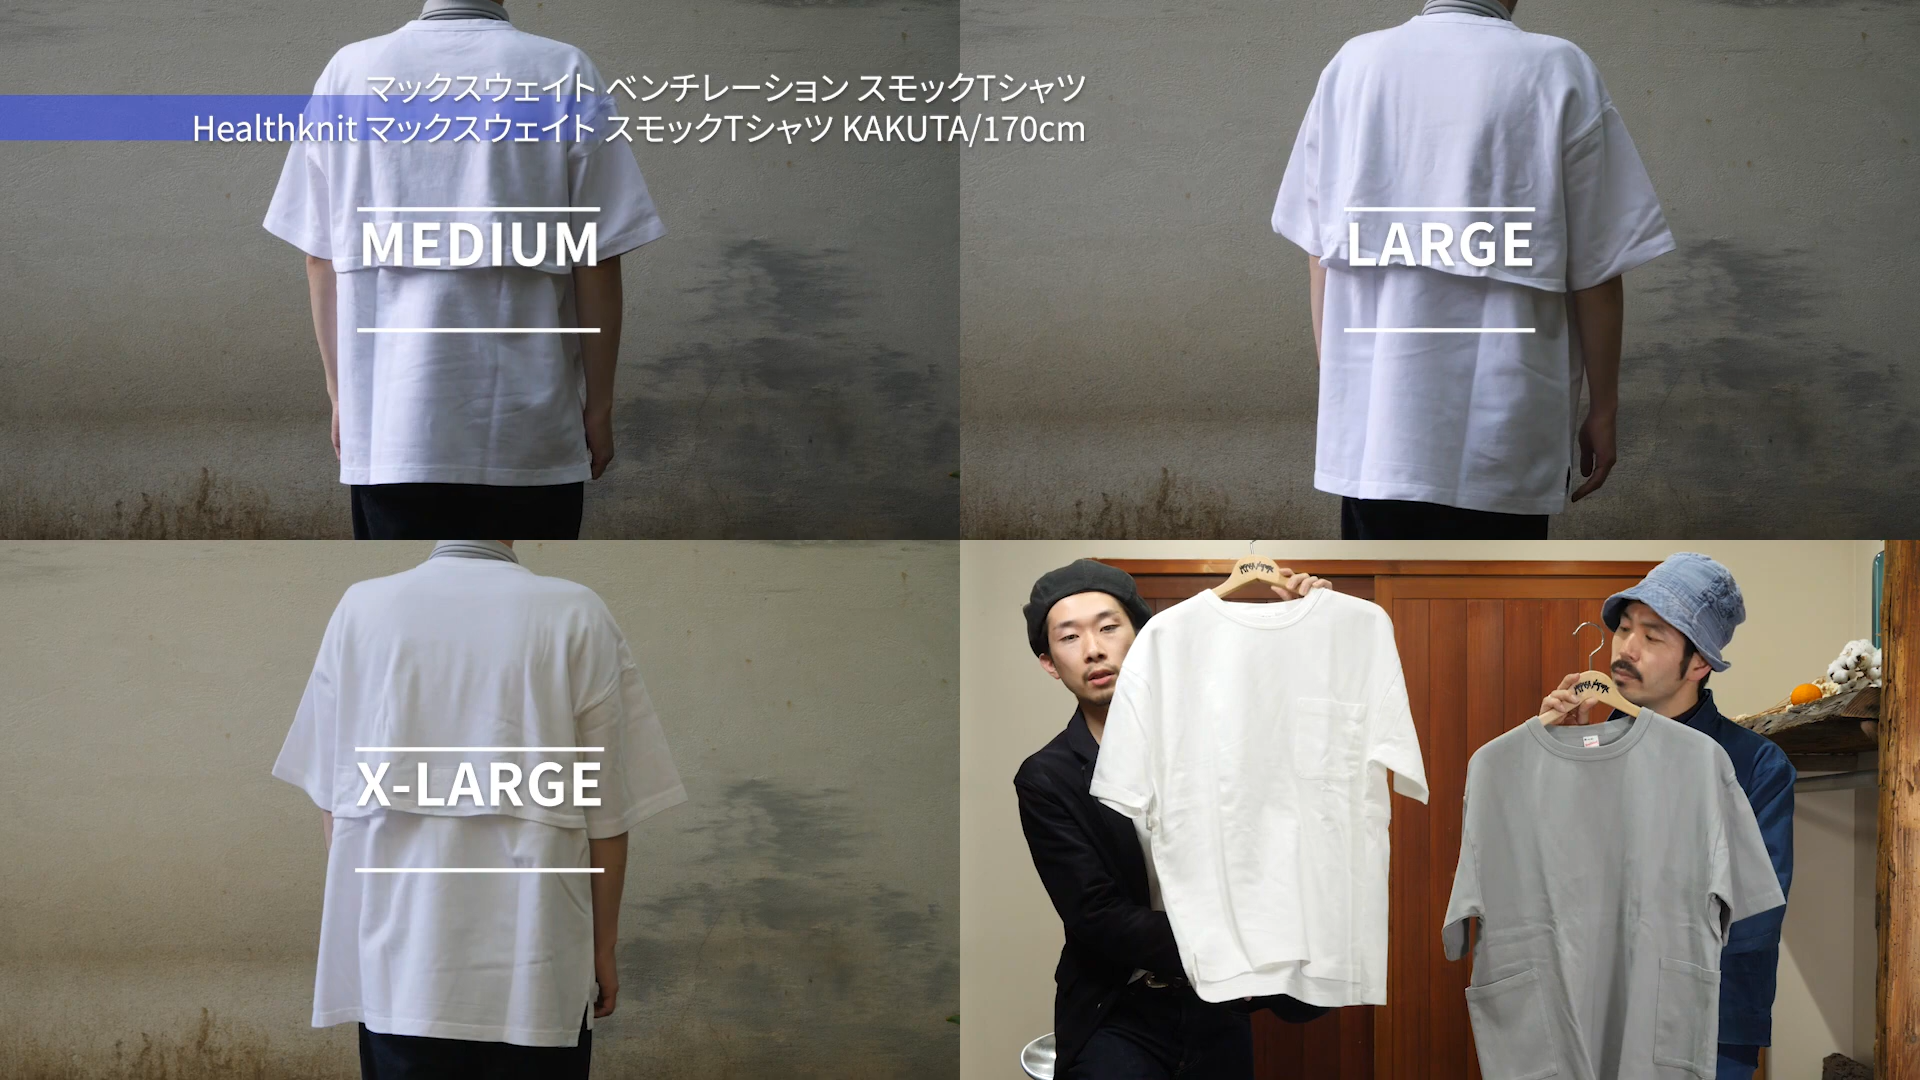 マックスウェイト ベンチレーション スモックTシャツ
Healthknit マックスウェイト スモックTシャツ KAKUTA/170cm
MEDIUM
LARGE
X-LARGE